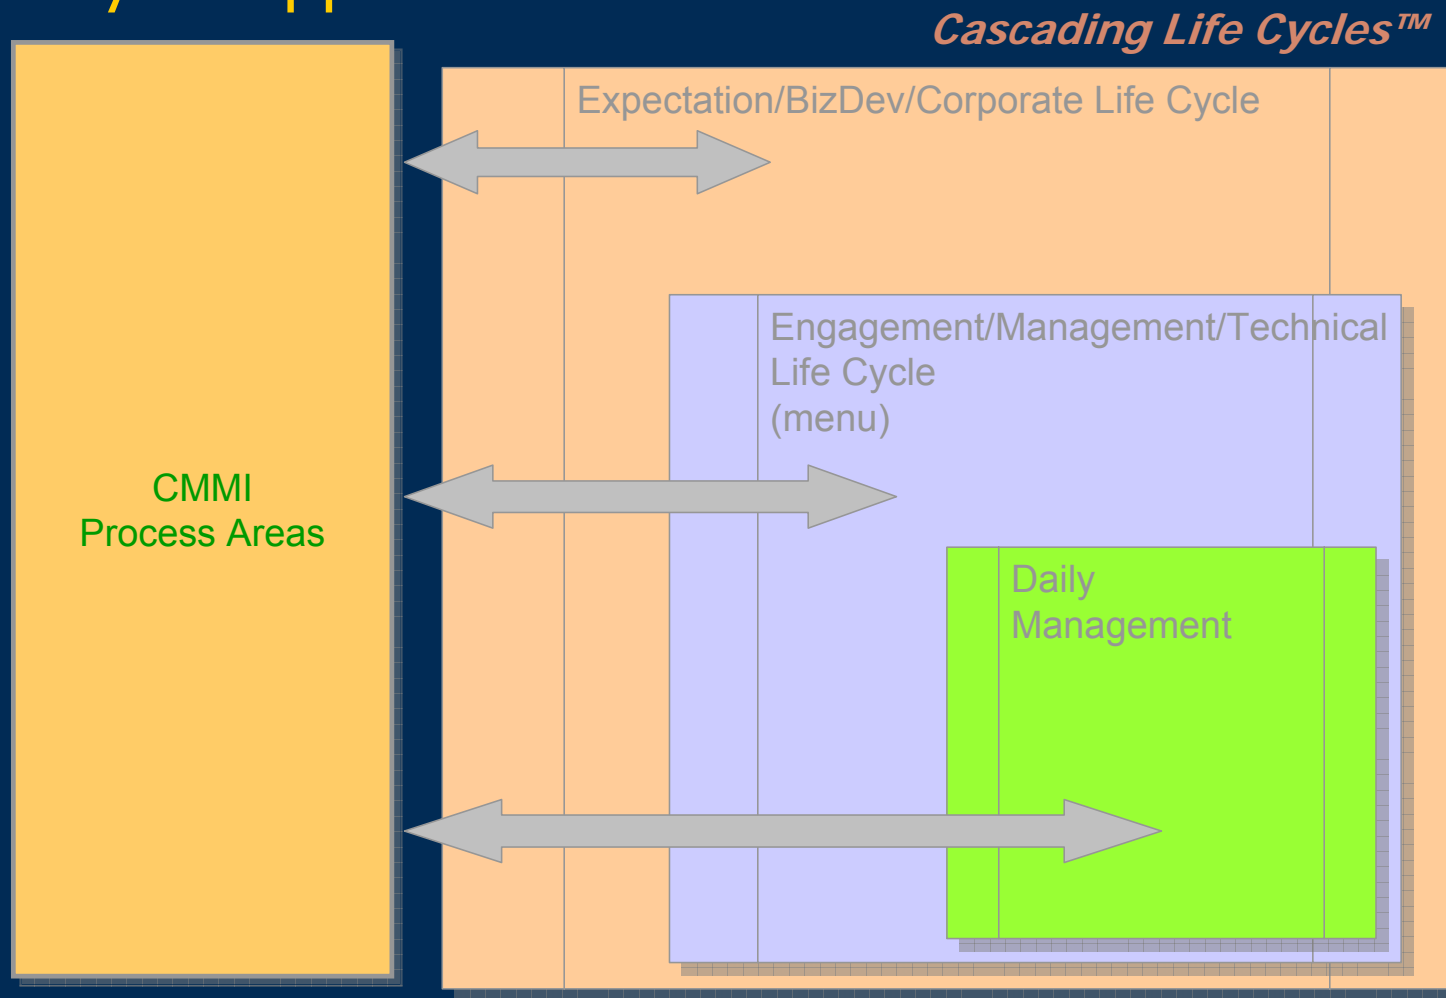 Cascading Life Cycles™
Expectation/BizDev/Corporate Life Cycle
Engagement/Management/Technical
Life Cycle
(menu)
CMMI
Process Areas
Daily
Management